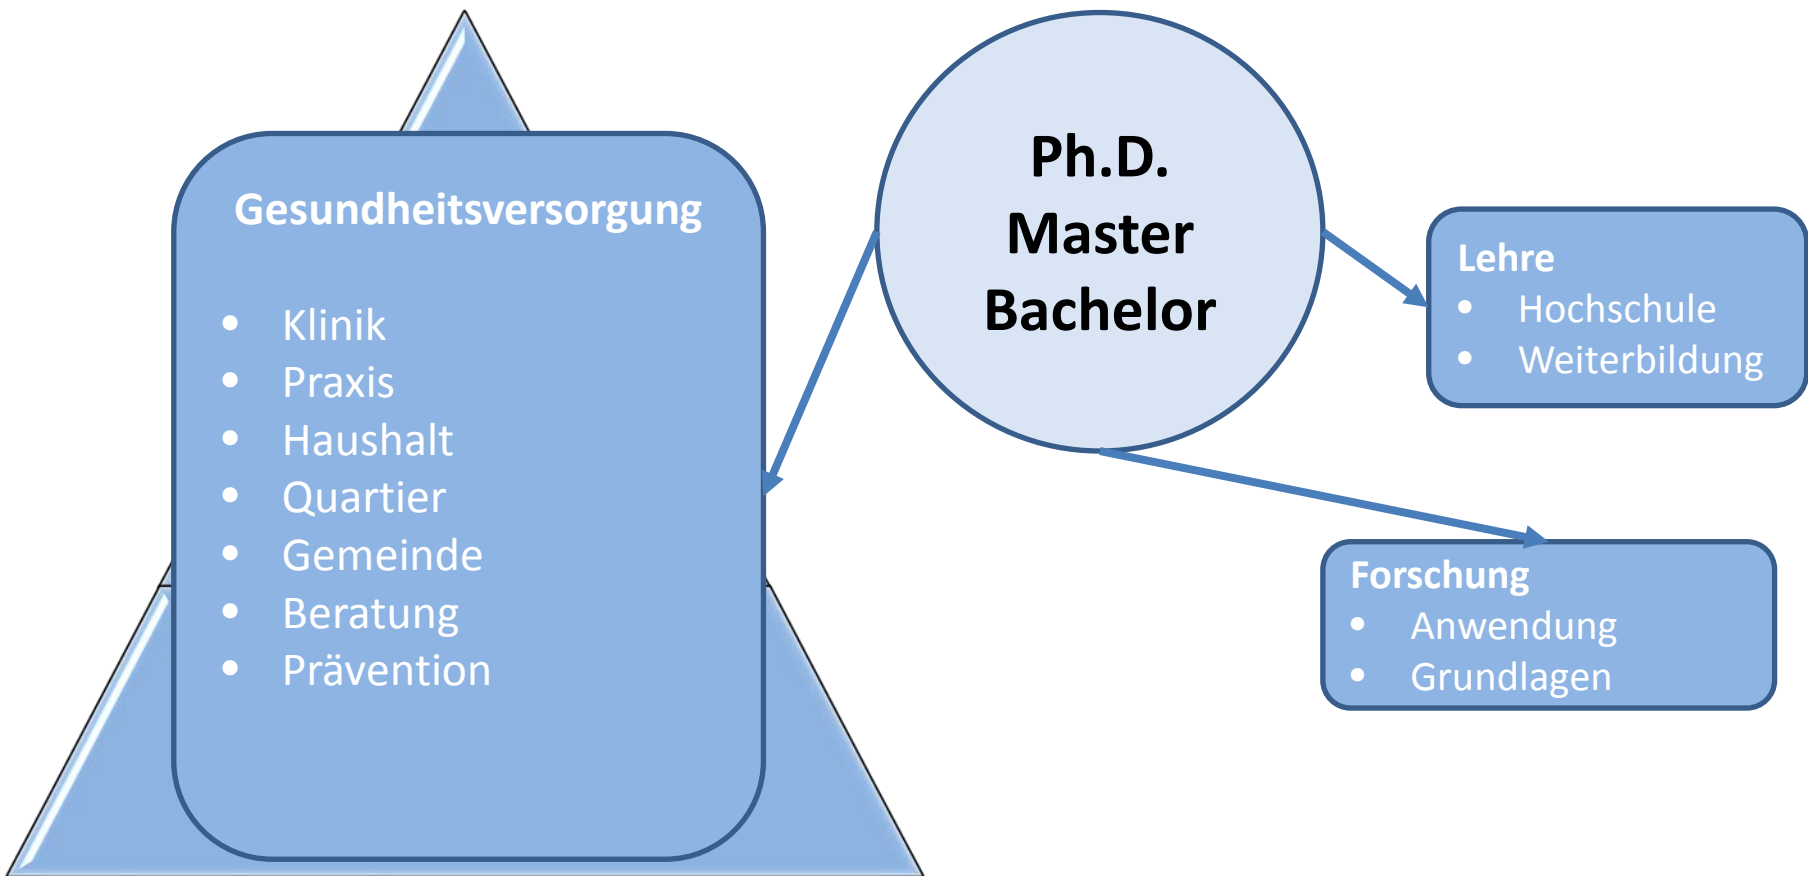 Gesundheitsversorgung
• Klinik
• Praxis
• Haushalt
• Quartier
• Gemeinde
• Beratung
• Prävention
Ph.D.
Master
Bachelor
Lehre
• Hochschule
• Weiterbildung
Forschung
• Anwendung
• Grundlagen